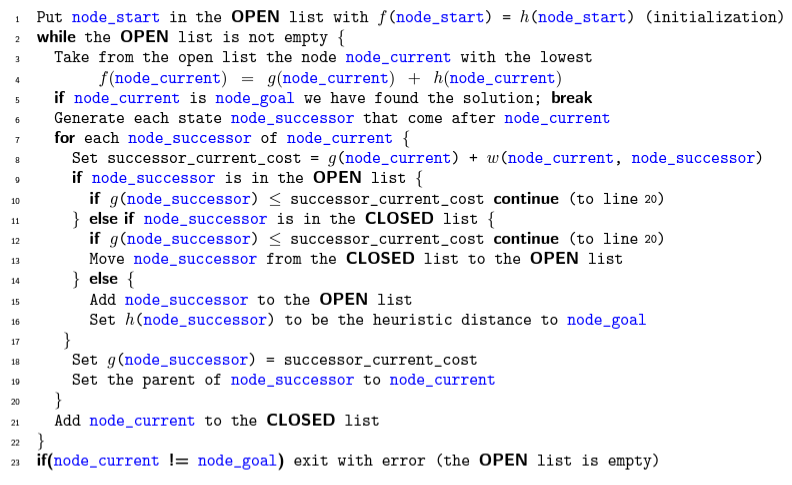 1 Put node_start in the OPEN list with f(node_start) = h(node_start) (initialization)
2 while the OPEN list is not empty {
3 Take from the open list the node node_current with the lowest
4 f(node_current) = g(node_current) + h(node_current)
5 if node_current is node_goal we have found the solution; break
6 Generate each state node_successor that come after node_current
7 for each node_successor of node_current {
8 Set successor_current_cost = g(node_current) + w(node_current, node_successor)
9 if node_successor is in the OPEN list {
10 if g(node_successor) ≤ successor_current_cost continue (to line 20)
11 } else if node_successor is in the CLOSED list {
12 if g(node_successor) ≤ successor_current_cost continue (to line 20)
13 Move node_successor from the CLOSED list to the OPEN list
14 } else {
15 Add node_successor to the OPEN list
16 Set h(node_successor) to be the heuristic distance to node_goal
17 }
18 Set g(node_successor) = successor_current_cost
19 Set the parent of node_successor to node_current
20 }
21 Add node_current to the CLOSED list
22 }
23 if(node_current != node_goal) exit with error (the OPEN list is empty)